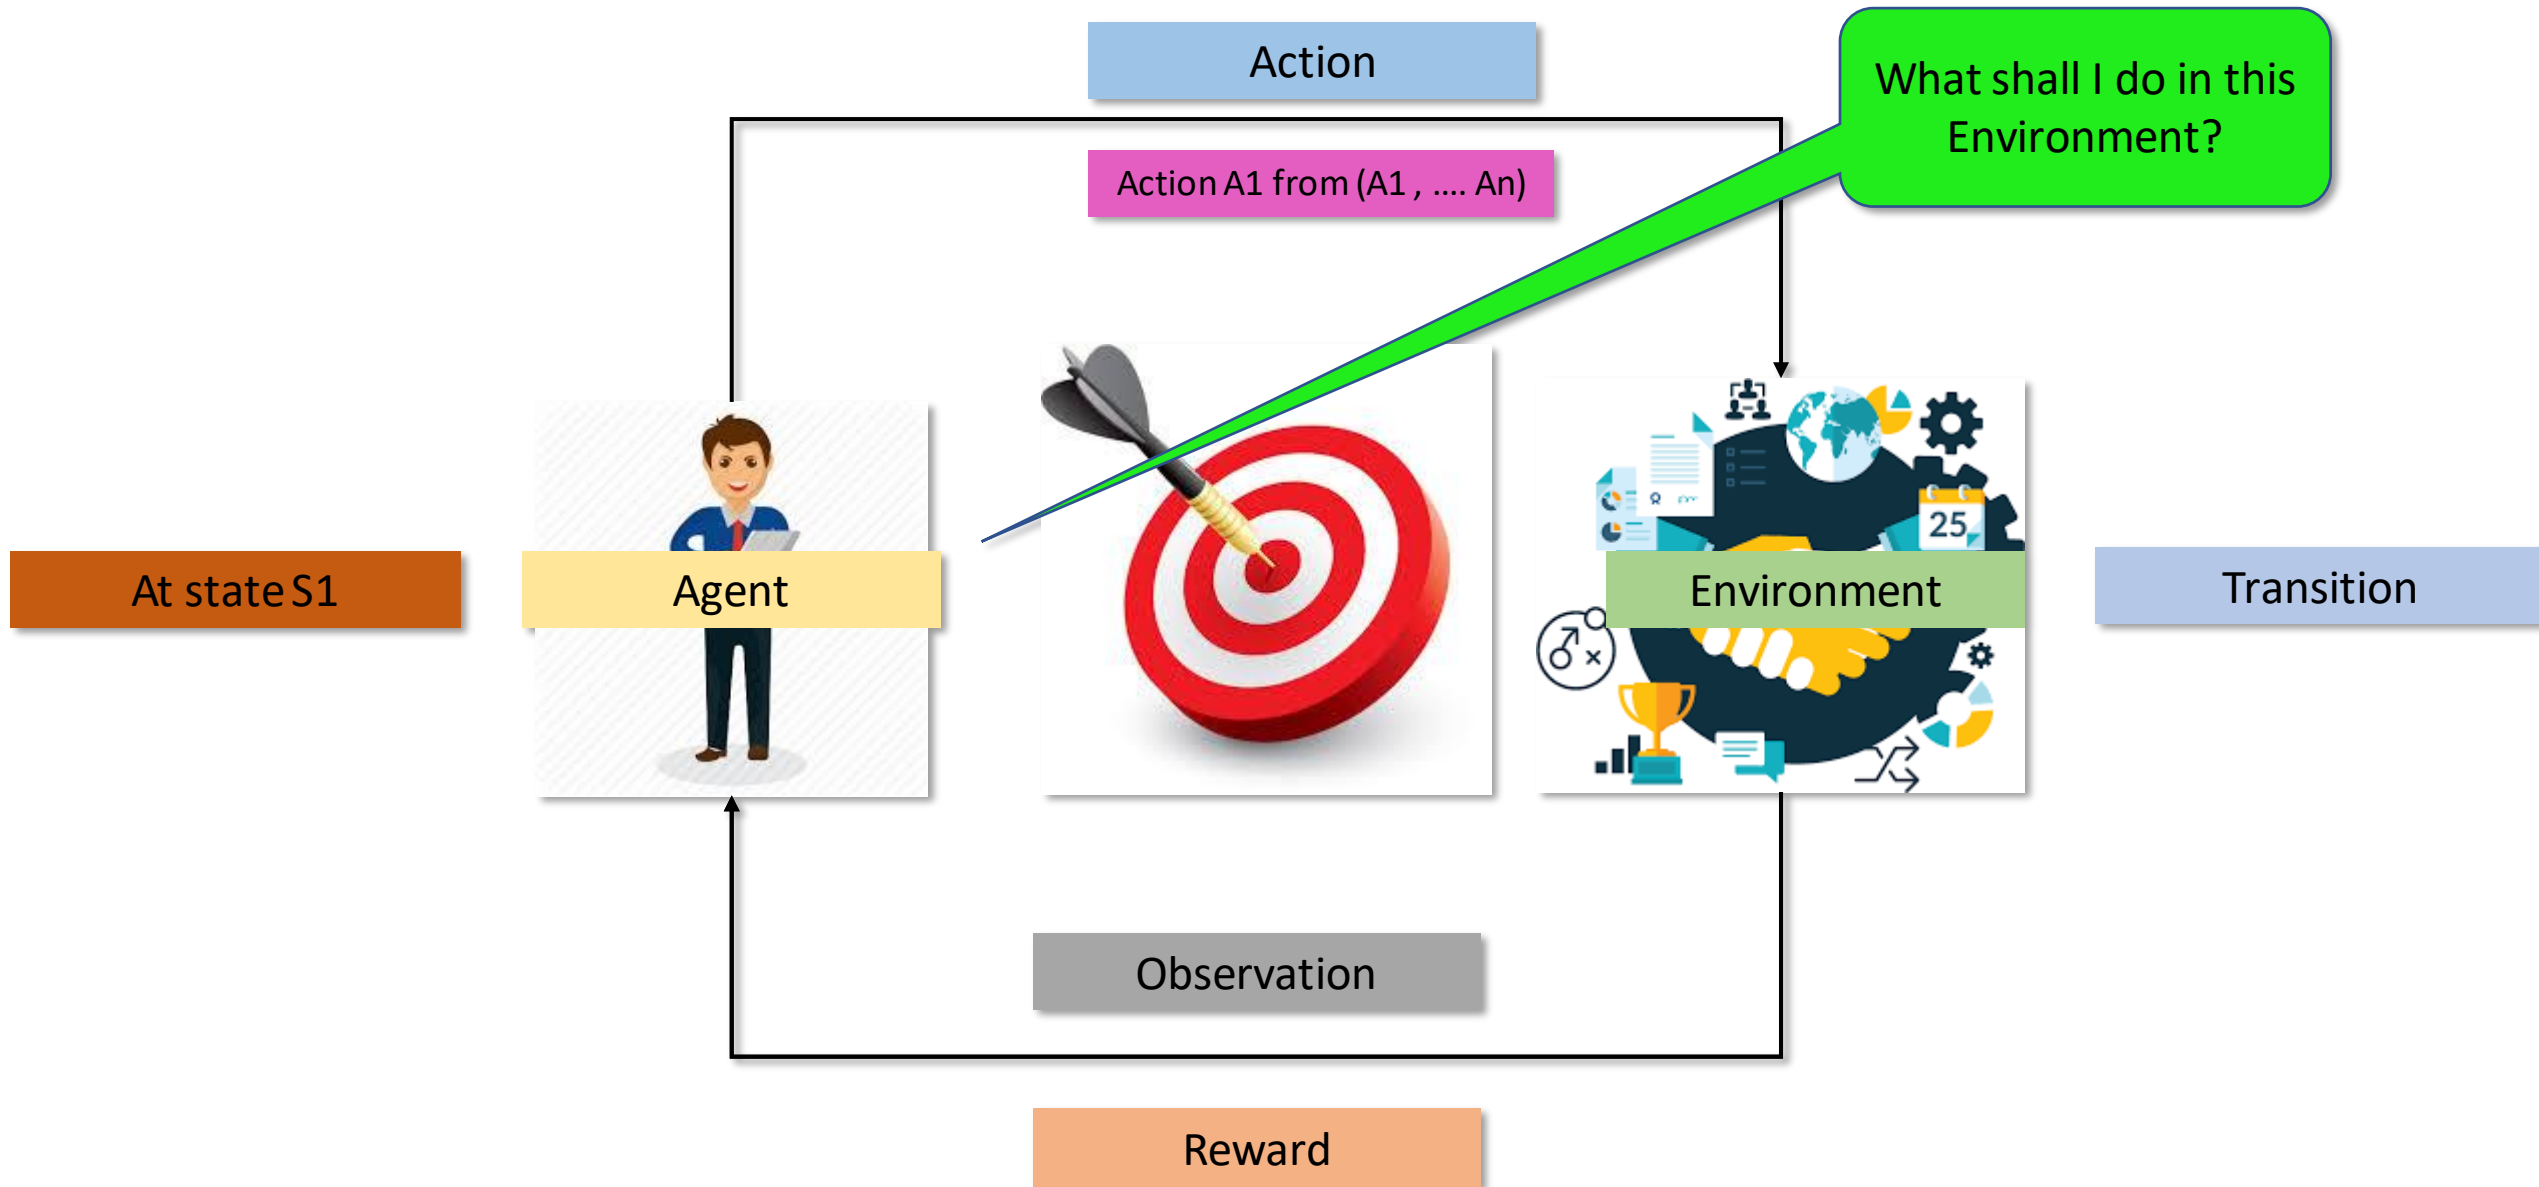 Action
What shall I do in this
Environment?
Action A1 from (A1 , .... An)
25
At state S1
Agent
Environment
Transition
Observation
Reward